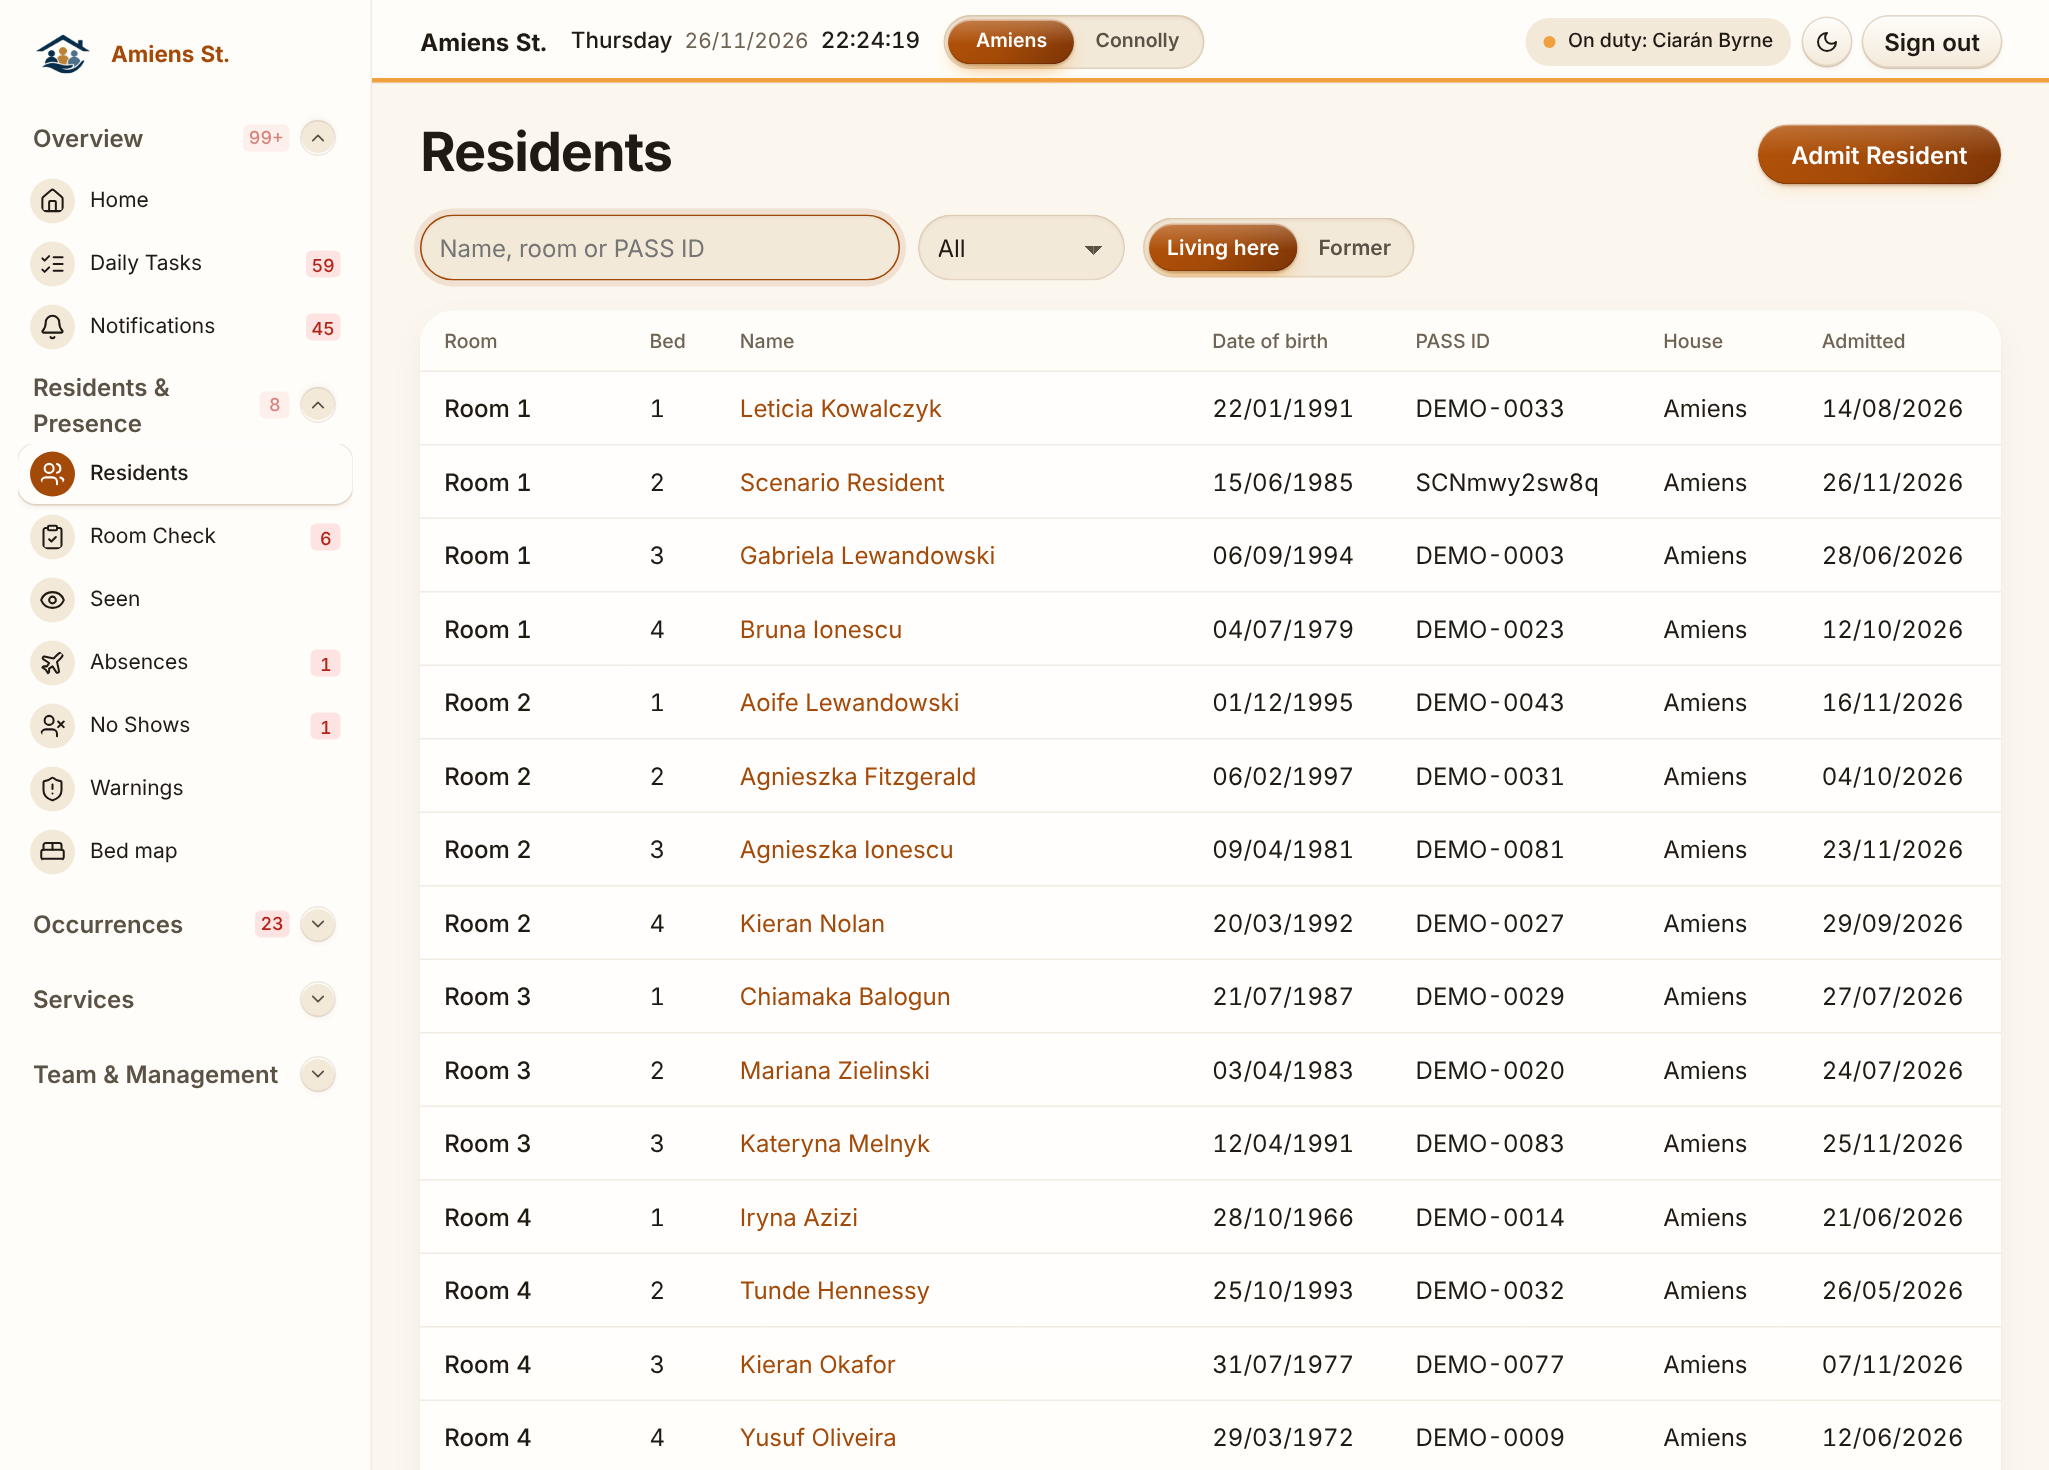 Amiens St.
Overview 99+
Home
Daily Tasks 59
Notifications 45
Residents &
Presence 8
Residents
Room Check 6
Seen
Absences 1
No Shows 1
Warnings
Bed map
Occurrences 23
Services
Team & Management
Amiens St. Thursday 26/11/2026 22:24:19 Amiens Connolly On duty: Ciarán Byrne Sign out
Residents Admit Resident
Name, room or PASS ID All Living here Former
Room Bed Name Date of birth PASS ID House Admitted
Room 1 1 Leticia Kowalczyk 22/01/1991 DEMO-0033 Amiens 14/08/2026
Room 1 2 Scenario Resident 15/06/1985 SCNmwy2sw8q Amiens 26/11/2026
Room 1 3 Gabriela Lewandowski 06/09/1994 DEMO-0003 Amiens 28/06/2026
Room 1 4 Bruna Ionescu 04/07/1979 DEMO-0023 Amiens 12/10/2026
Room 2 1 Aoife Lewandowski 01/12/1995 DEMO-0043 Amiens 16/11/2026
Room 2 2 Agnieszka Fitzgerald 06/02/1997 DEMO-0031 Amiens 04/10/2026
Room 2 3 Agnieszka Ionescu 09/04/1981 DEMO-0081 Amiens 23/11/2026
Room 2 4 Kieran Nolan 20/03/1992 DEMO-0027 Amiens 29/09/2026
Room 3 1 Chiamaka Balogun 21/07/1987 DEMO-0029 Amiens 27/07/2026
Room 3 2 Mariana Zielinski 03/04/1983 DEMO-0020 Amiens 24/07/2026
Room 3 3 Kateryna Melnyk 12/04/1991 DEMO-0083 Amiens 25/11/2026
Room 4 1 Iryna Azizi 28/10/1966 DEMO-0014 Amiens 21/06/2026
Room 4 2 Tunde Hennessy 25/10/1993 DEMO-0032 Amiens 26/05/2026
Room 4 3 Kieran Okafor 31/07/1977 DEMO-0077 Amiens 07/11/2026
Room 4 4 Yusuf Oliveira 29/03/1972 DEMO-0009 Amiens 12/06/2026